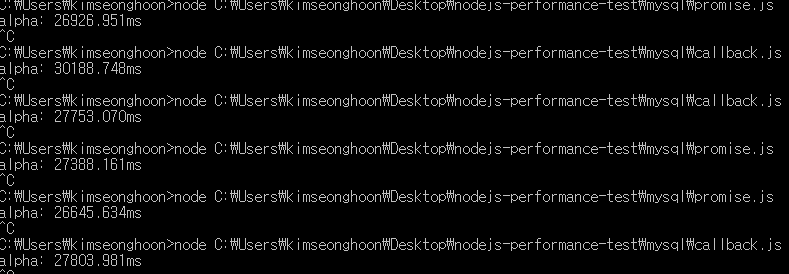 C:₩Users₩kimseonghoon>node C:₩Users₩kimseonghoon₩Desktop₩nodejs-performance-test₩mysql₩promise.js
alpha: 26926.951ms
^C
C:₩Users₩kimseonghoon>node C:₩Users₩kimseonghoon₩Desktop₩nodejs-performance-test₩mysql₩callback.js
alpha: 30188.748ms
^C
C:₩Users₩kimseonghoon>node C:₩Users₩kimseonghoon₩Desktop₩nodejs-performance-test₩mysql₩callback.js
alpha: 27753.070ms
^C
C:₩Users₩kimseonghoon>node C:₩Users₩kimseonghoon₩Desktop₩nodejs-performance-test₩mysql₩promise.js
alpha: 27388.161ms
^C
C:₩Users₩kimseonghoon>node C:₩Users₩kimseonghoon₩Desktop₩nodejs-performance-test₩mysql₩promise.js
alpha: 26645.634ms
^C
C:₩Users₩kimseonghoon>node C:₩Users₩kimseonghoon₩Desktop₩nodejs-performance-test₩mysql₩callback.js
alpha: 27803.981ms